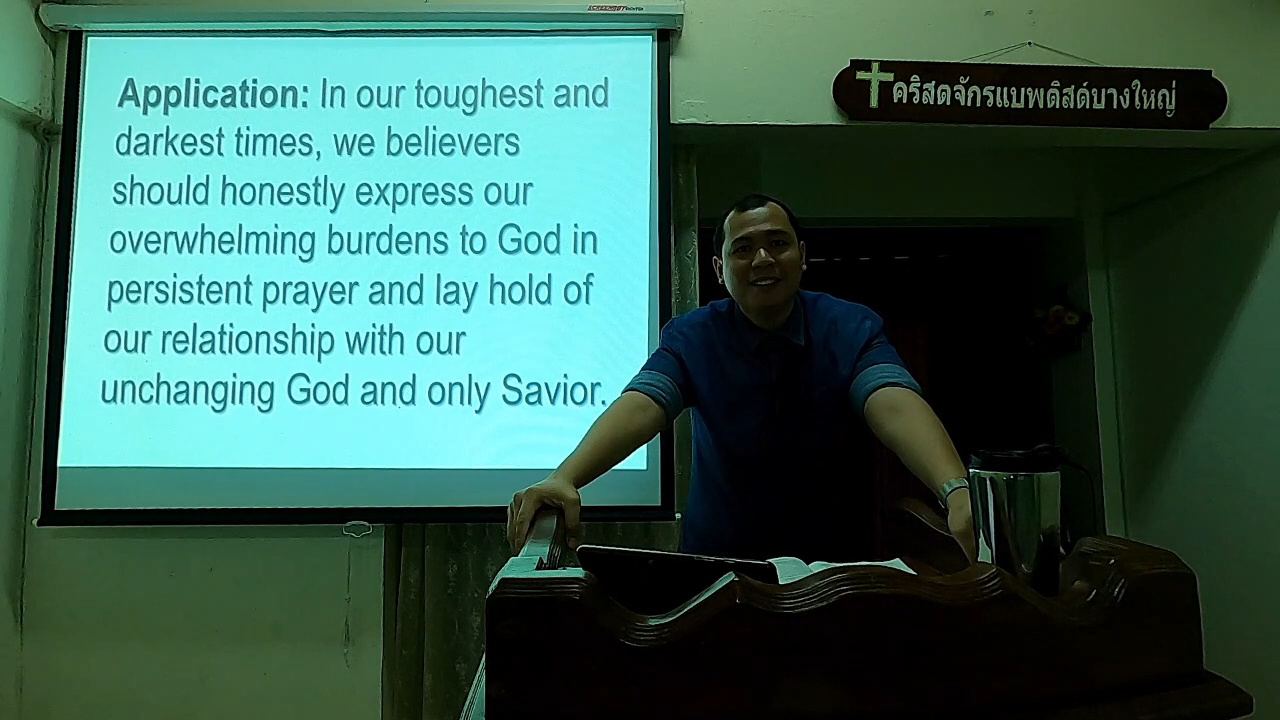 Application: In our toughest and
darkest times, we believers
should honestly express our
overwhelming burdens to God in
persistent prayer and lay hold of
our relationship with our
unchanging God and only Savior.
คริสตจักรแบพติสต์บางใหญ่